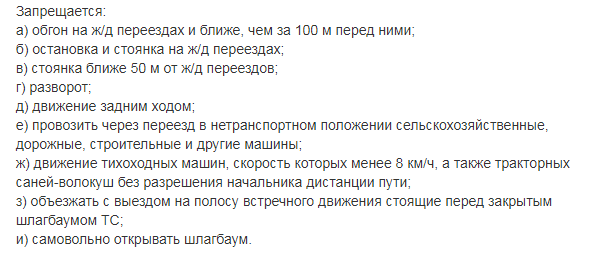 Запрещается:
а) обгон на ж/д переездах и ближе, чем за 100 м перед ними;
б) остановка и стоянка на ж/д переездах;
в) стоянка ближе 50 м от ж/д переездов;
г) разворот;
д) движение задним ходом;
е) провозить через переезд в нетранспортном положении сельскохозяйственные,
дорожные, строительные и другие машины;
ж) движение тихоходных машин, скорость которых менее 8 км/ч, а также тракторных
саней-волокуш без разрешения начальника дистанции пути;
з) объезжать с выездом на полосу встречного движения стоящие перед закрытым
шлагбаумом ТС;
и) самовольно открывать шлагбаум.